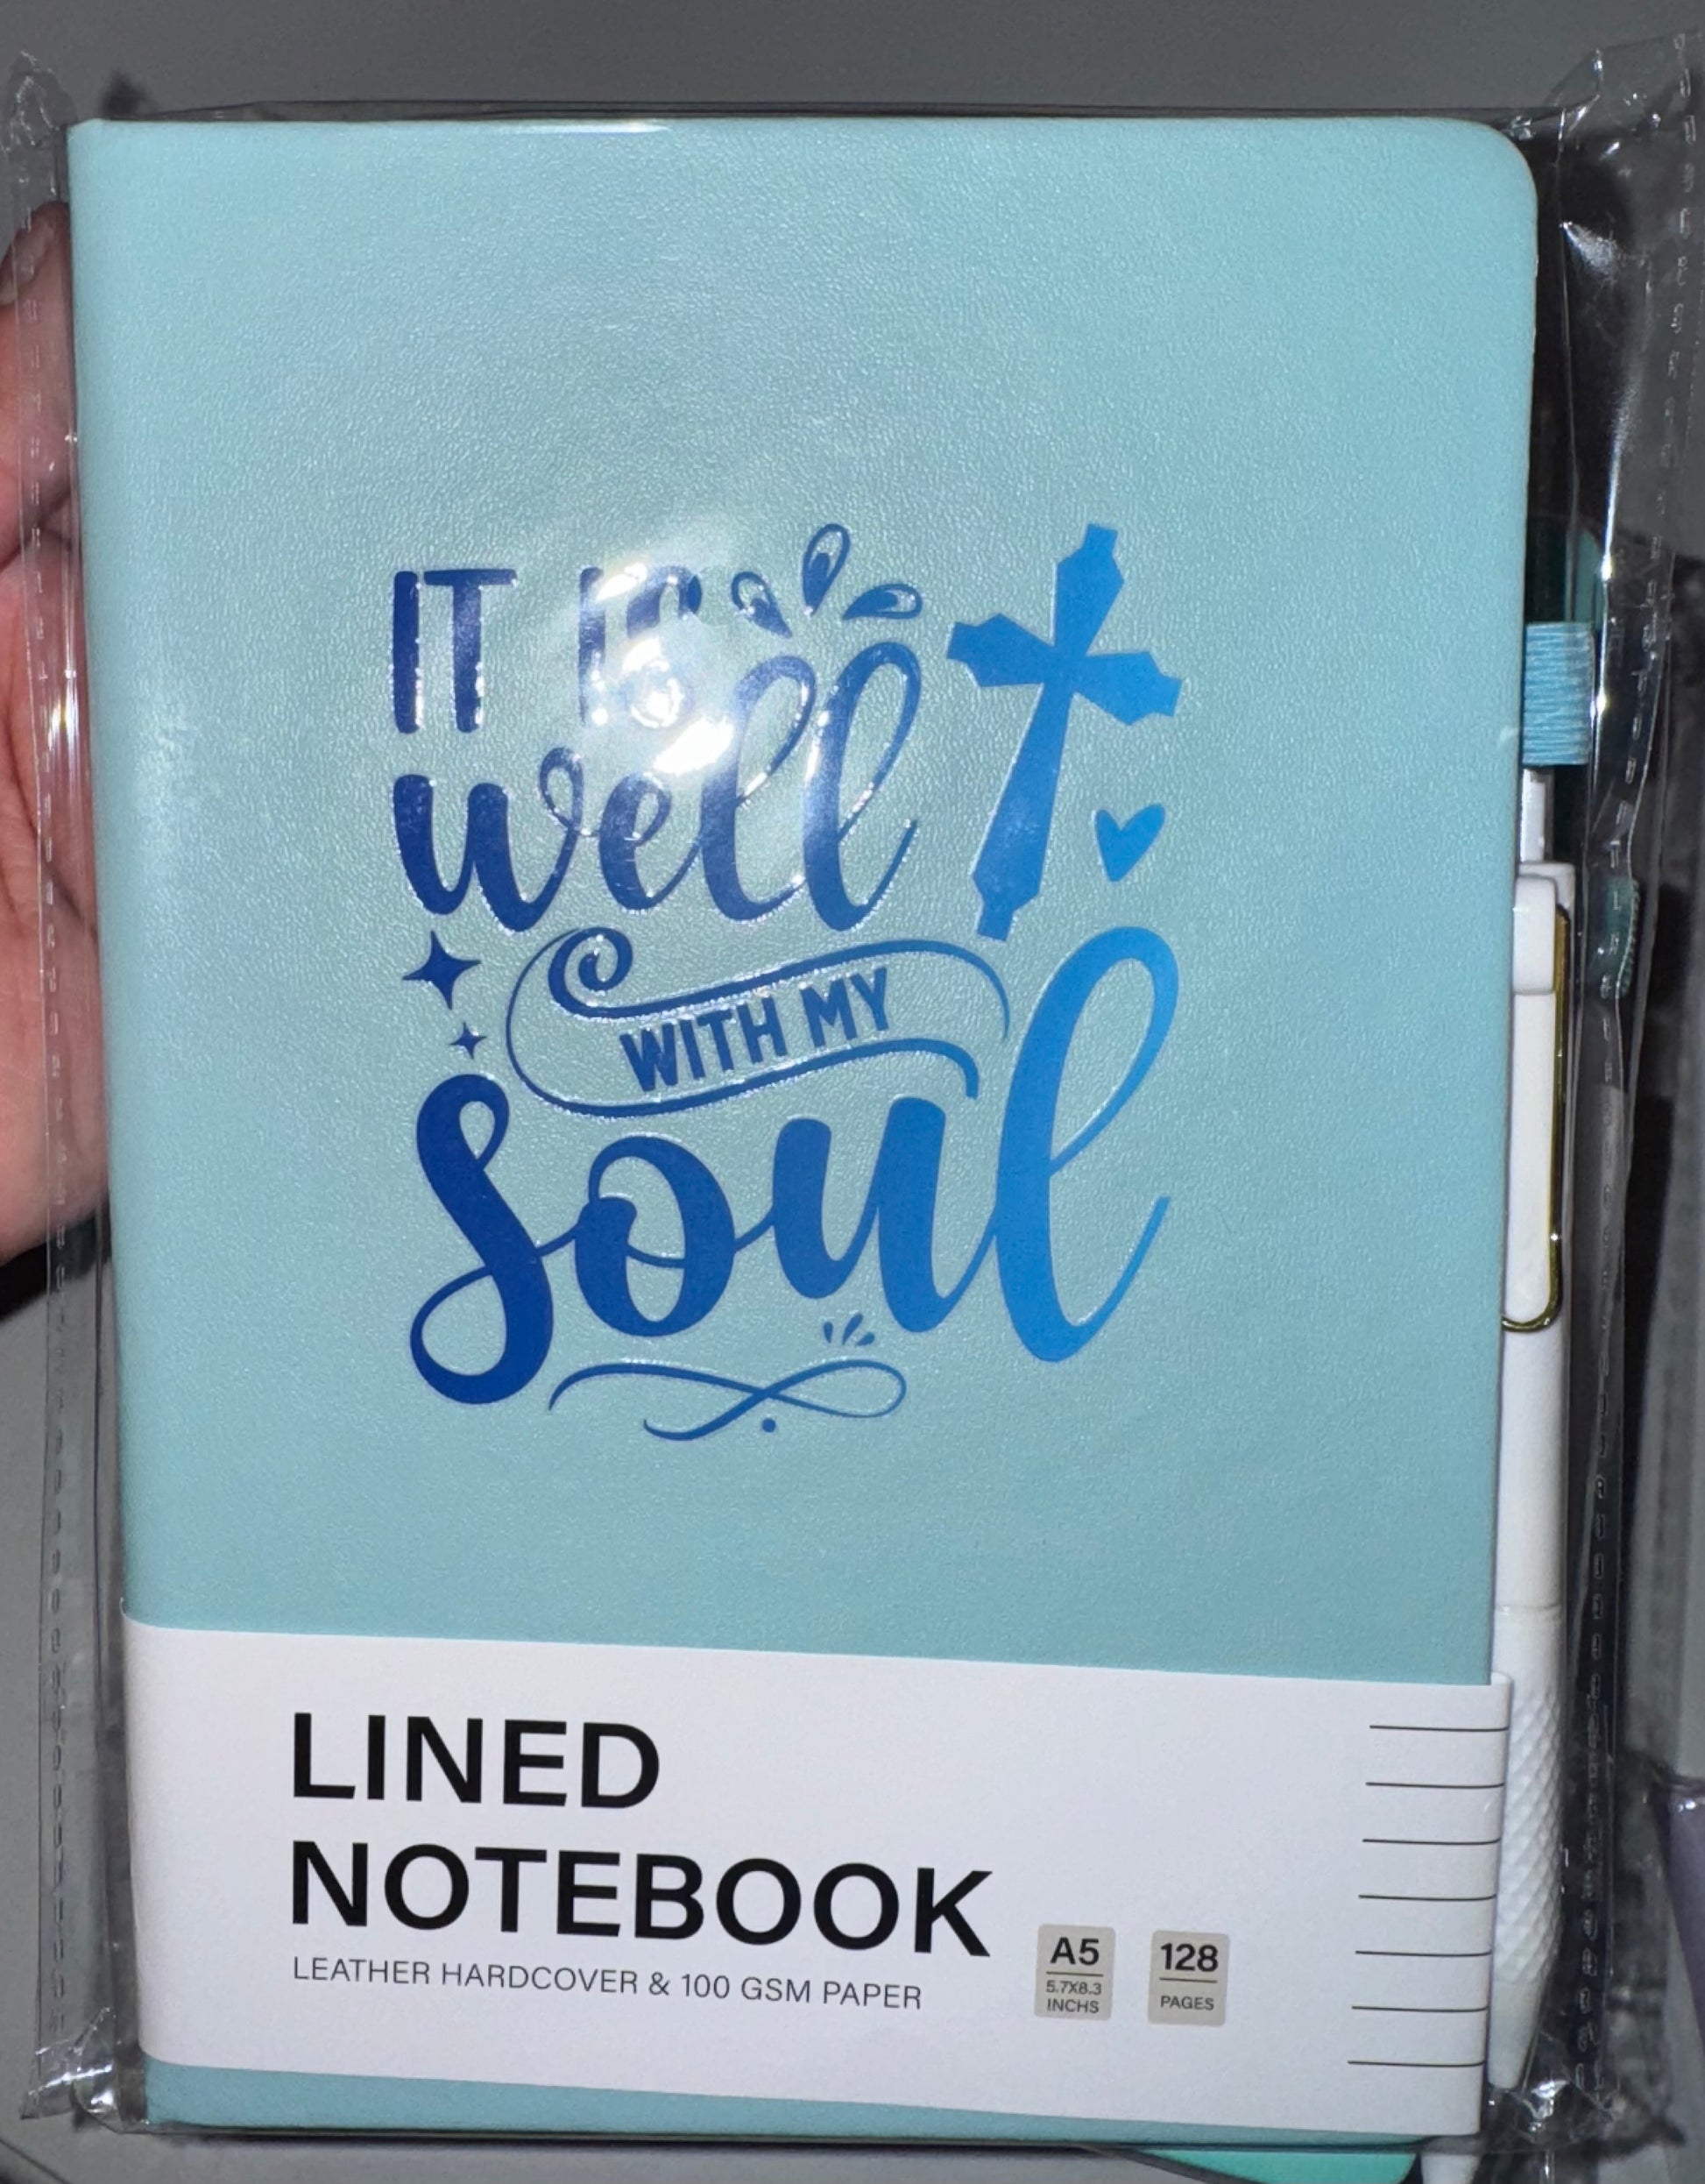 IT IS
well
WITH MY
Soul
LINED
NOTEBOOK
LEATHER HARDCOVER & 100 GSM PAPER
A5
5.7X8.3
INCHS
128
PAGES